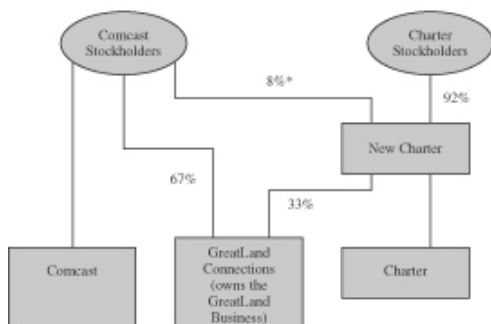 Comcast
Stockholders
Charter
Stockholders
8%*
92%
New Charter
67%
33%
Comcast
GreatLand
Connections
(owns the
GreatLand
Business)
Charter